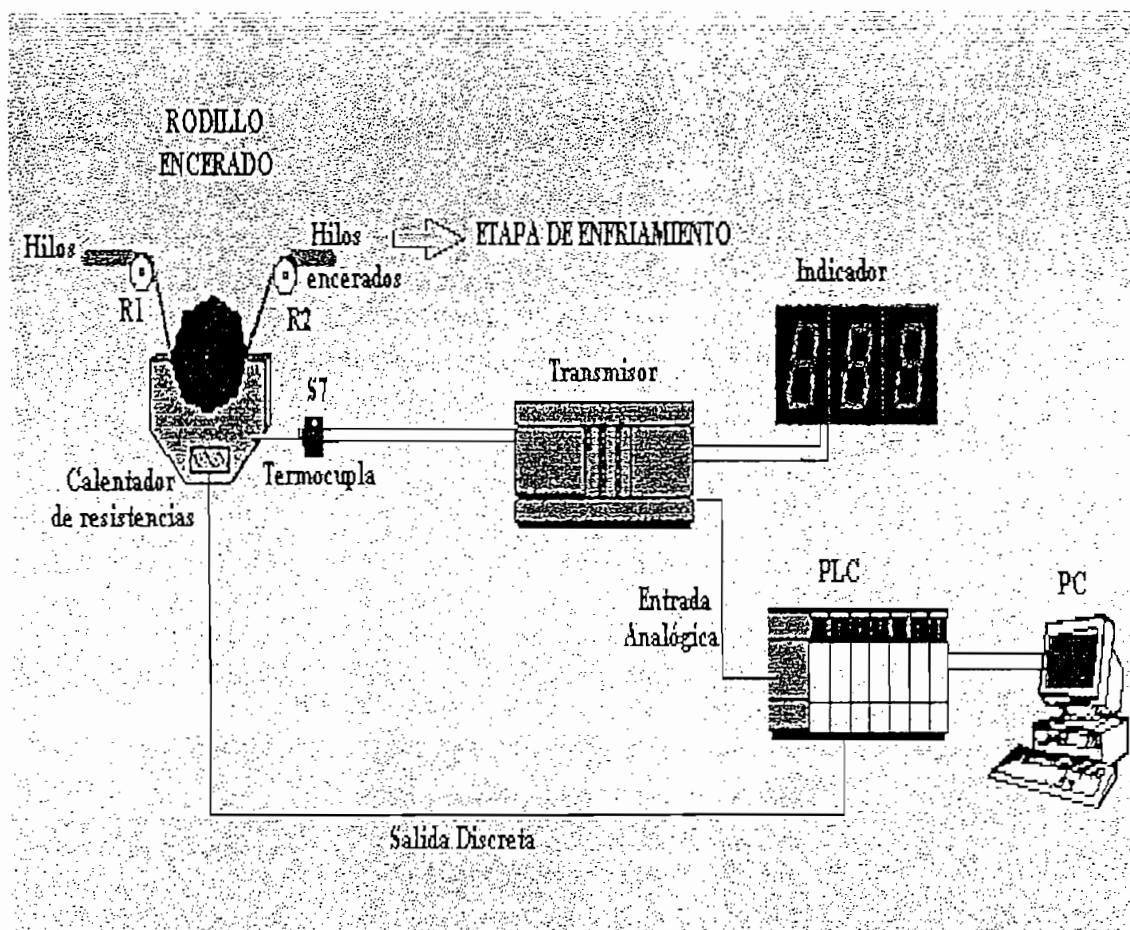 RODILLO
ENCERADO
Hilos
Hilos
encerados
ETAPA DE ENFRIAMIENTO
R1
R2
Indicador
Transmisor
S7
Termocupla
Calentador
de resistencias
Entrada
Analógica
PLC
PC
Salida Discreta